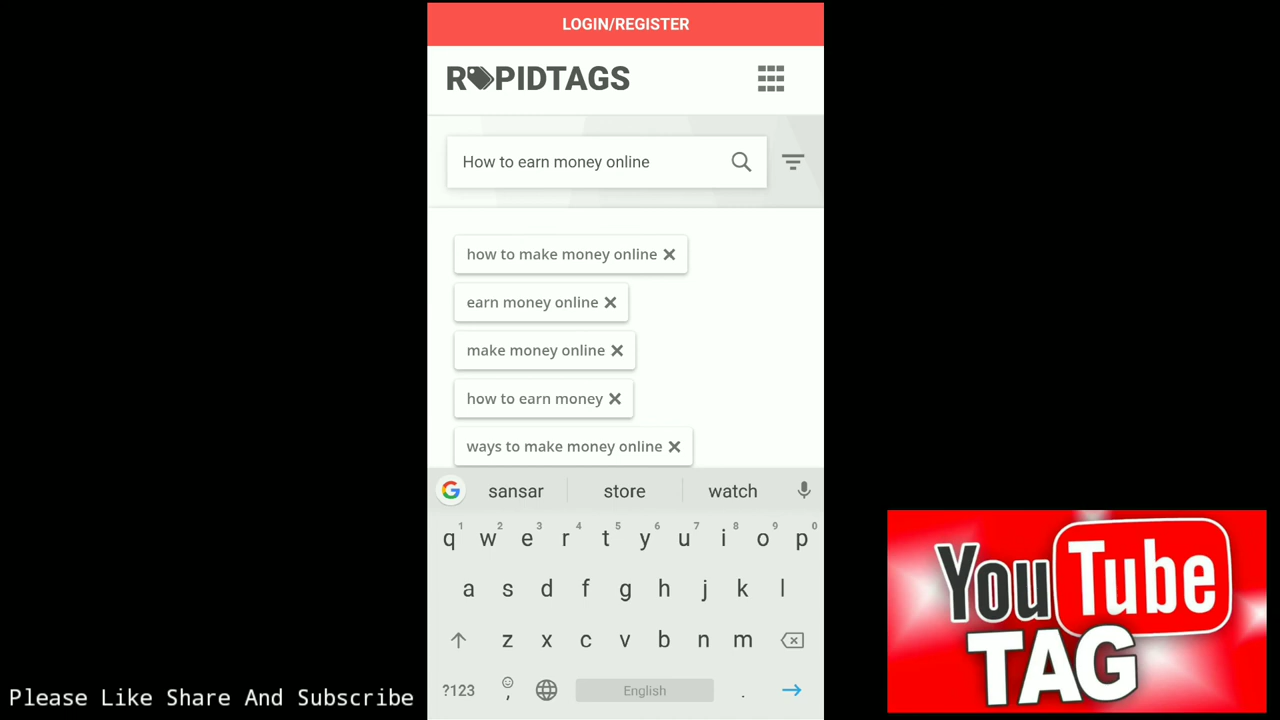 LOGIN/REGISTER
RAPIDTAGS
How to earn money online
how to make money online
earn money online
make money online
how to earn money
ways to make money online
sansar store watch
1 2 3 4 5 6 7 8 9 0
q w e r t y u i o p
a s d f g h j k l
z x c v b n m
?123 , English .
Please Like Share And Subscribe
YouTube
TAG